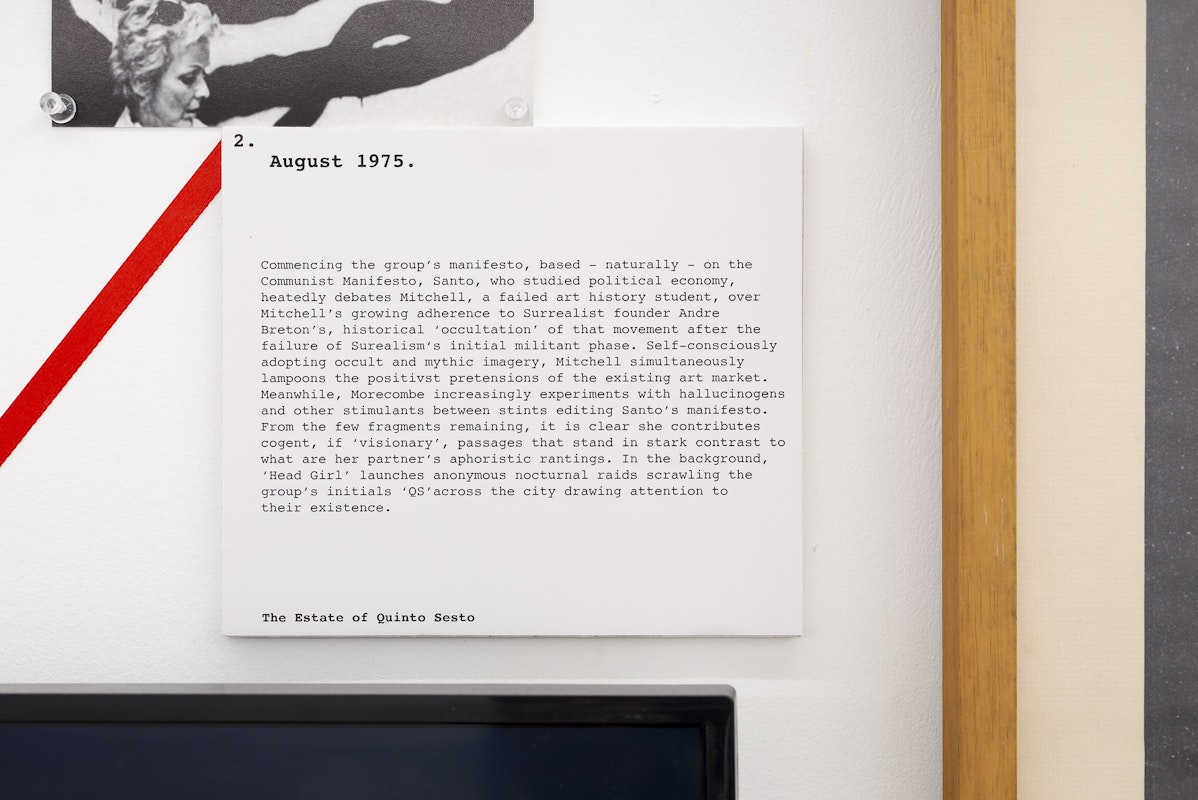 2.
August 1975.
Commencing the group's manifesto, based – naturally – on the
Communist Manifesto, Santo, who studied political economy,
heatedly debates Mitchell, a failed art history student, over
Mitchell's growing adherence to Surrealist founder Andre
Breton's, historical ‘occultation’ of that movement after the
failure of Surealism‘s initial militant phase. Self-consciously
adopting occult and mythic imagery, Mitchell simultaneously
lampoons the positivst pretensions of the existing art market.
Meanwhile, Morecombe increasingly experiments with hallucinogens
and other stimulants between stints editing Santo's manifesto.
From the few fragments remaining, it is clear she contributes
cogent, if ‘visionary’, passages that stand in stark contrast to
what are her partner's aphoristic rantings. In the background,
‘Head Girl’ launches anonymous nocturnal raids scrawling the
group's initials ‘QS’across the city drawing attention to
their existence.
The Estate of Quinto Sesto